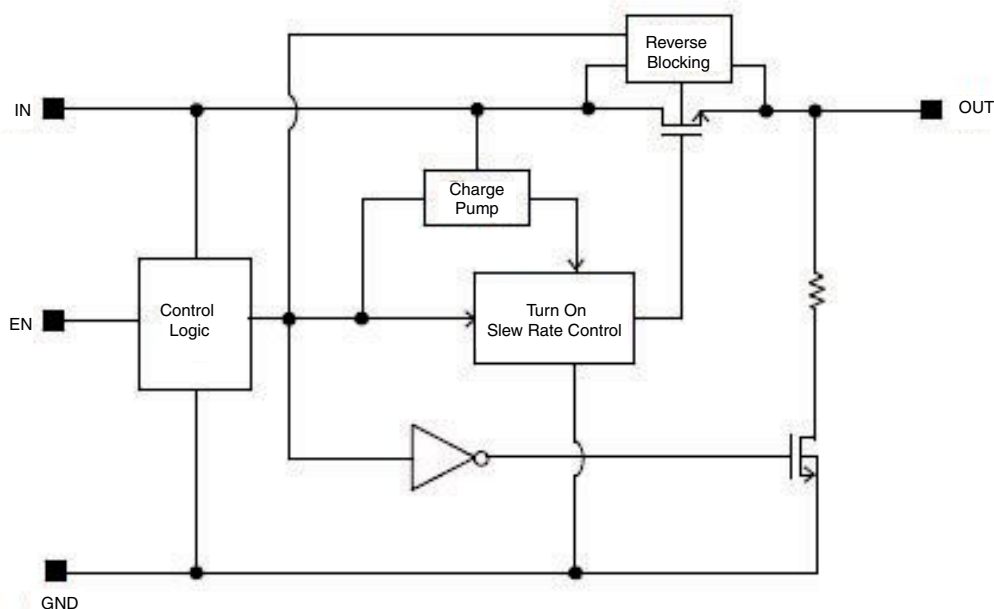 Reverse
Blocking
IN
OUT
Charge
Pump
Control
Logic
Turn On
Slew Rate Control
EN
GND